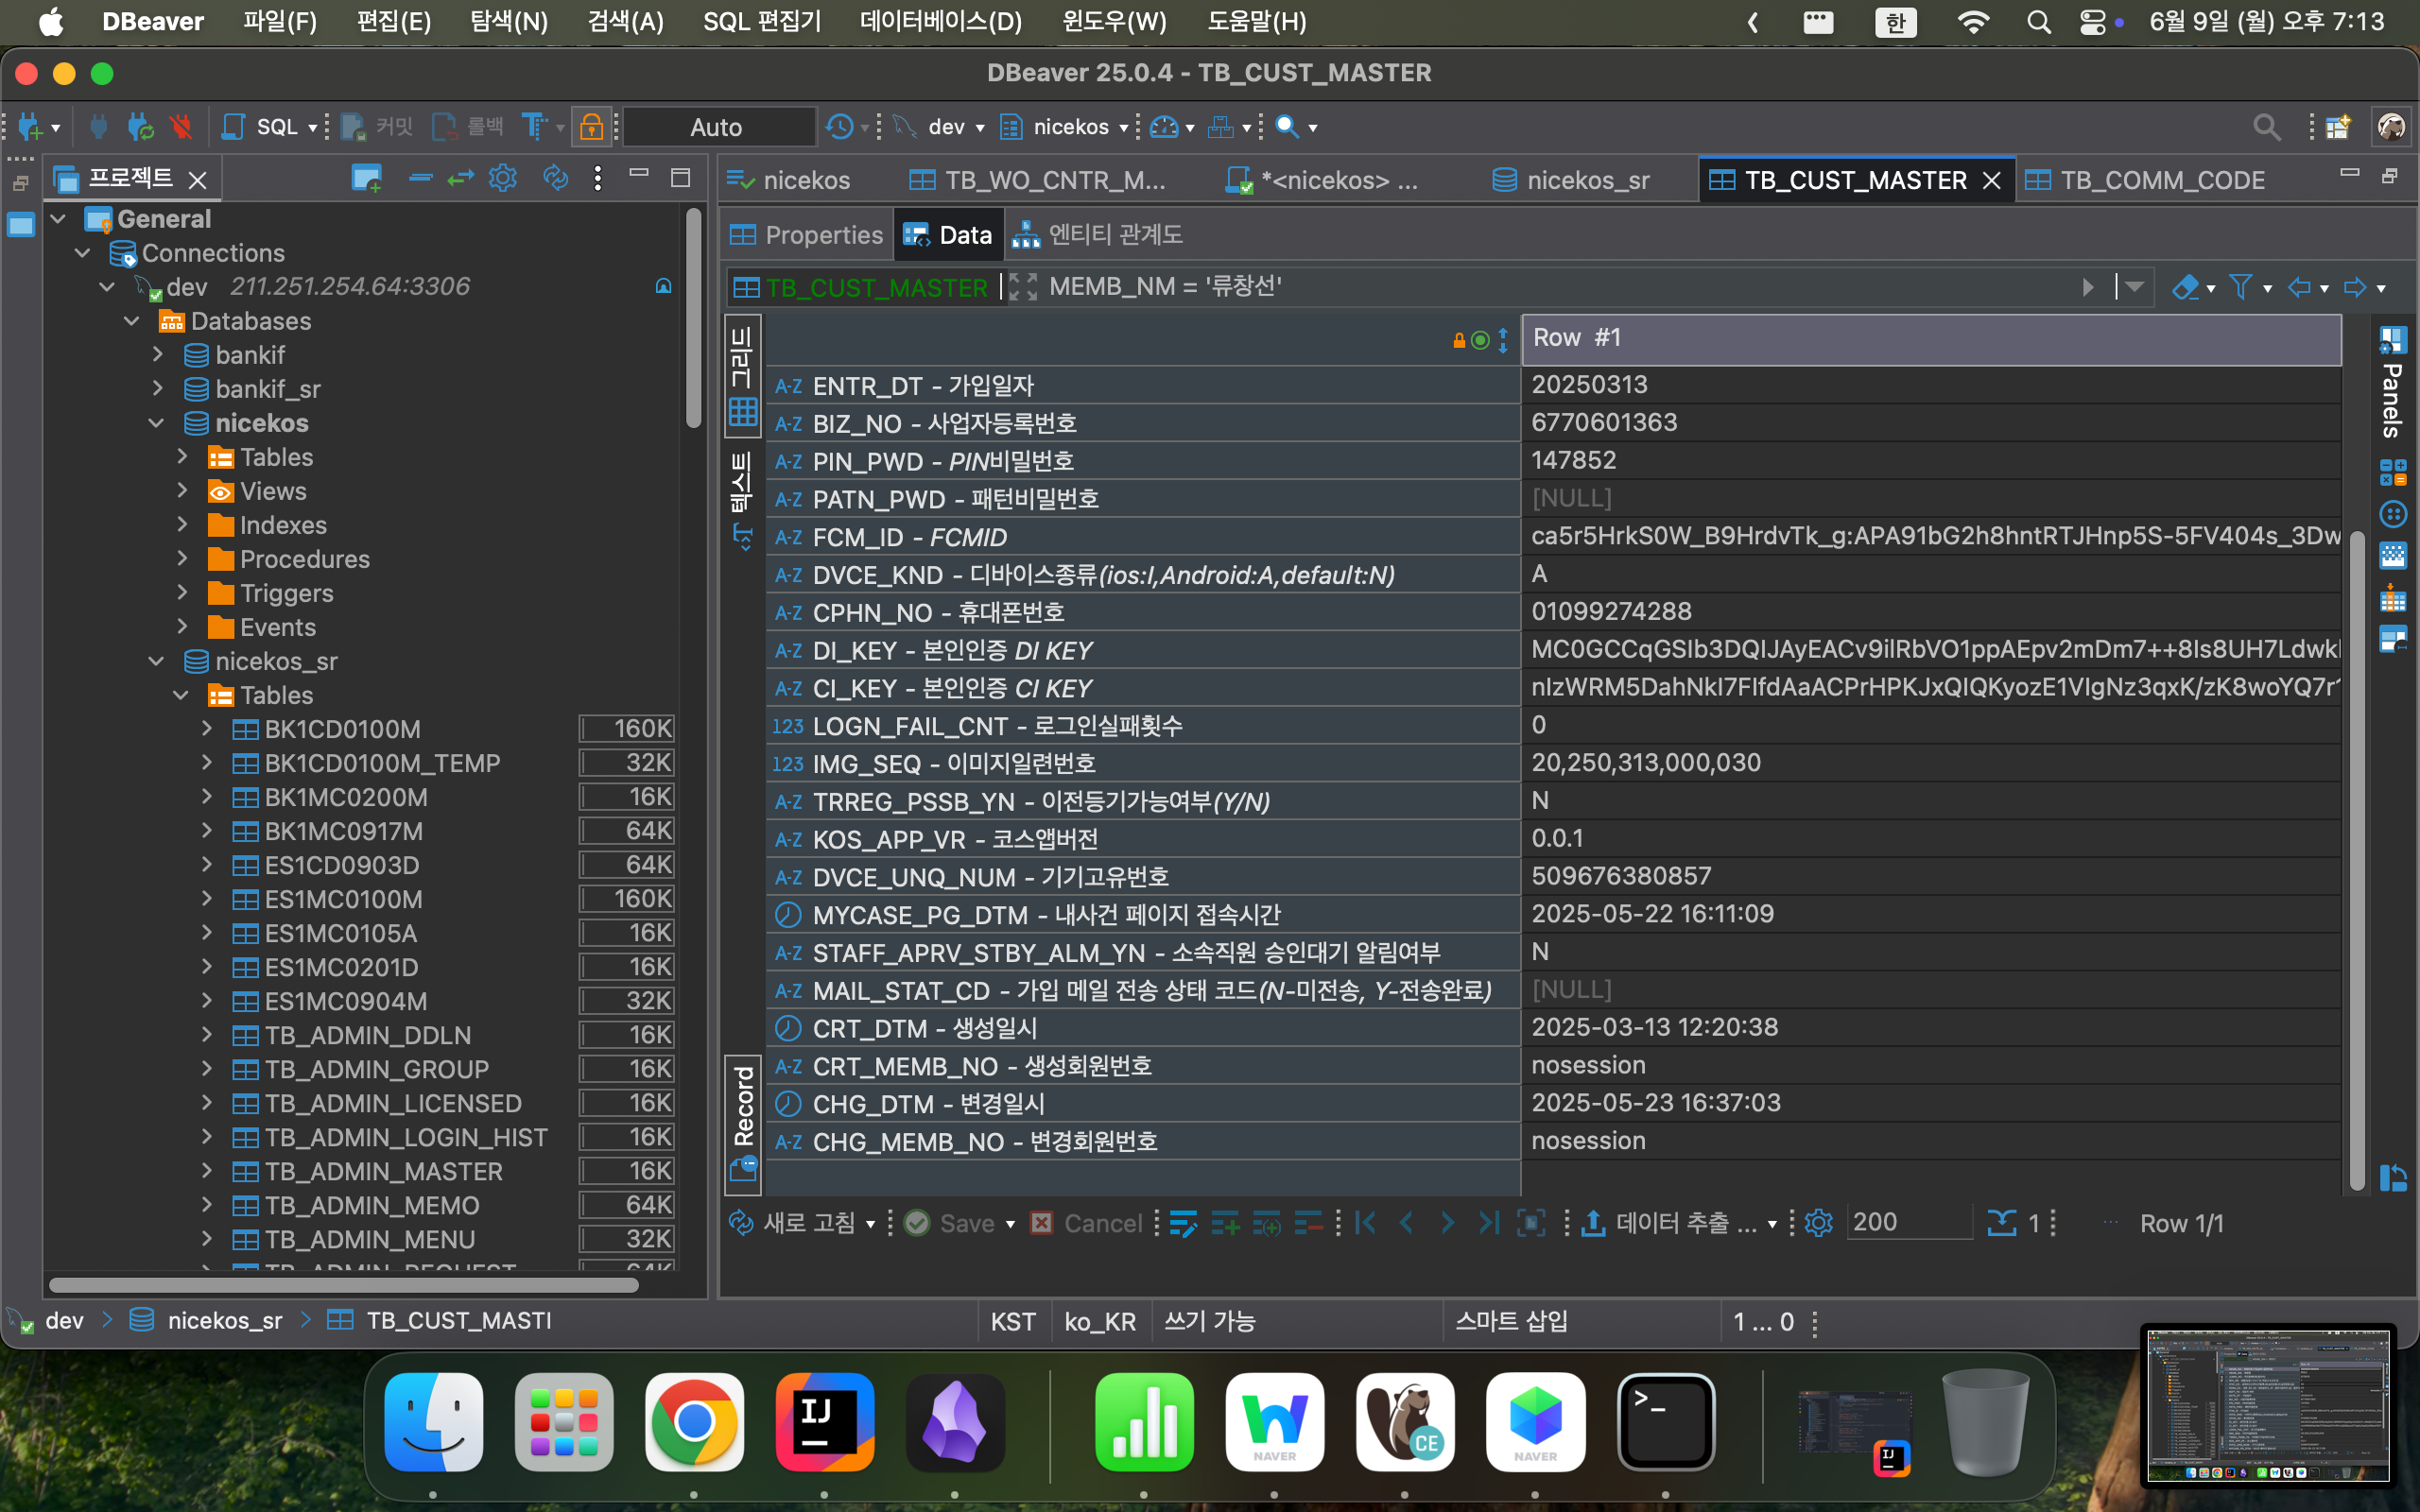 DBeaver 파일(F) 편집(E) 탐색(N) 검색(A) SQL 편집기 데이터베이스(D) 윈도우(W) 도움말(H) 한 6월 9일 (월) 오후 7:13
DBeaver 25.0.4 - TB_CUST_MASTER
SQL 커밋 롤백 Auto dev nicekos
프로젝트
nicekos TB_WO_CNTR_M... *<nicekos> ... nicekos_sr TB_CUST_MASTER TB_COMM_CODE
General
Connections
dev 211.251.254.64:3306
Databases
bankif
bankif_sr
nicekos
Tables
Views
Indexes
Procedures
Triggers
Events
nicekos_sr
Tables
BK1CD0100M 160K
BK1CD0100M_TEMP 32K
BK1MC0200M 16K
BK1MC0917M 64K
ES1CD0903D 64K
ES1MC0100M 160K
ES1MC0105A 16K
ES1MC0201D 16K
ES1MC0904M 32K
TB_ADMIN_DDLN 16K
TB_ADMIN_GROUP 16K
TB_ADMIN_LICENSED 16K
TB_ADMIN_LOGIN_HIST 16K
TB_ADMIN_MASTER 16K
TB_ADMIN_MEMO 64K
TB_ADMIN_MENU 32K
TB_ADMIN_REQUEST 64K
Properties Data 엔티티 관계도
TB_CUST_MASTER MEMB_NM = '류창선'
그리드
텍스트
Record
Panels
Row #1
A-Z ENTR_DT - 가입일자 20250313
A-Z BIZ_NO - 사업자등록번호 6770601363
A-Z PIN_PWD - PIN비밀번호 147852
A-Z PATN_PWD - 패턴비밀번호 [NULL]
A-Z FCM_ID - FCMID ca5r5HrkS0W_B9HrdvTk_g:APA91bG2h8hntRTJHnp5S-5FV404s_3Dw
A-Z DVCE_KND - 디바이스종류(ios:I,Android:A,default:N) A
A-Z CPHN_NO - 휴대폰번호 01099274288
A-Z DI_KEY - 본인인증 DI KEY MC0GCCqGSIb3DQIJAyEACv9ilRbVO1ppAEpv2mDm7++8Is8UH7Ldwkl
A-Z CI_KEY - 본인인증 CI KEY nIzWRM5DahNkI7FIfdAaACPrHPKJxQIQKyozE1VIgNz3qxK/zK8woYQ7r1
123 LOGN_FAIL_CNT - 로그인실패횟수 0
123 IMG_SEQ - 이미지일련번호 20,250,313,000,030
A-Z TRREG_PSSB_YN - 이전등기가능여부(Y/N) N
A-Z KOS_APP_VR - 코스앱버전 0.0.1
A-Z DVCE_UNQ_NUM - 기기고유번호 509676380857
MYCASE_PG_DTM - 내사건 페이지 접속시간 2025-05-22 16:11:09
A-Z STAFF_APRV_STBY_ALM_YN - 소속직원 승인대기 알림여부 N
A-Z MAIL_STAT_CD - 가입 메일 전송 상태 코드(N-미전송, Y-전송완료) [NULL]
CRT_DTM - 생성일시 2025-03-13 12:20:38
A-Z CRT_MEMB_NO - 생성회원번호 nosession
CHG_DTM - 변경일시 2025-05-23 16:37:03
A-Z CHG_MEMB_NO - 변경회원번호 nosession
새로 고침 Save Cancel 데이터 추출 ... 200 1 ... Row 1/1
dev nicekos_sr TB_CUST_MASTI KST ko_KR 쓰기 가능 스마트 삽입 1 ... 0
IJ NAVER CE NAVER >_ IJ